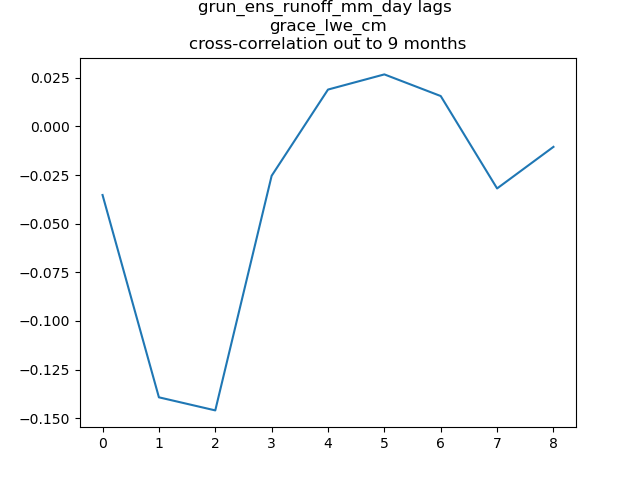 grun_ens_runoff_mm_day lags
grace_lwe_cm
cross-correlation out to 9 months
0.025
0.000
−0.025
−0.050
−0.075
−0.100
−0.125
−0.150
0 1 2 3 4 5 6 7 8